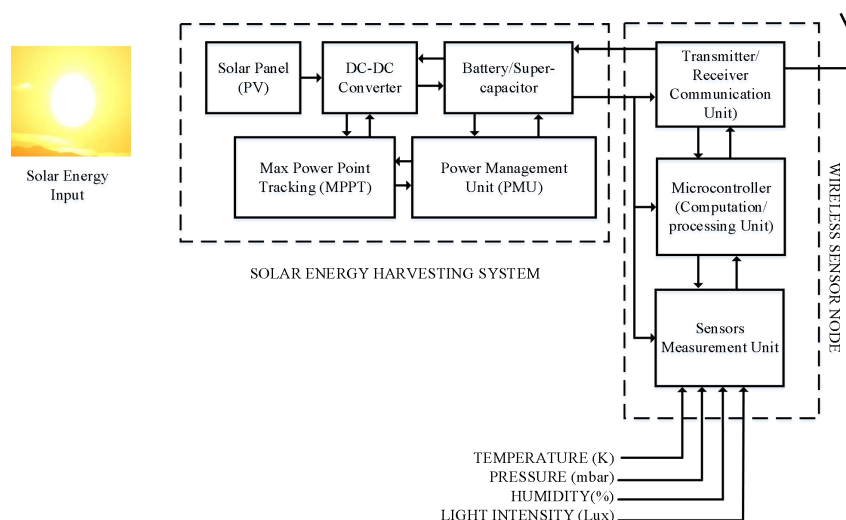 Solar Energy
Input
Solar Panel
(PV)
DC-DC
Converter
Battery/Super-
capacitor
Max Power Point
Tracking (MPPT)
Power Management
Unit (PMU)
SOLAR ENERGY HARVESTING SYSTEM
Transmitter/
Receiver
Communication
Unit)
Microcontroller
(Computation/
processing Unit)
Sensors
Measurement Unit
WIRELESS SENSOR NODE
TEMPERATURE (K)
PRESSURE (mbar)
HUMIDITY(%)
LIGHT INTENSITY (Lux)